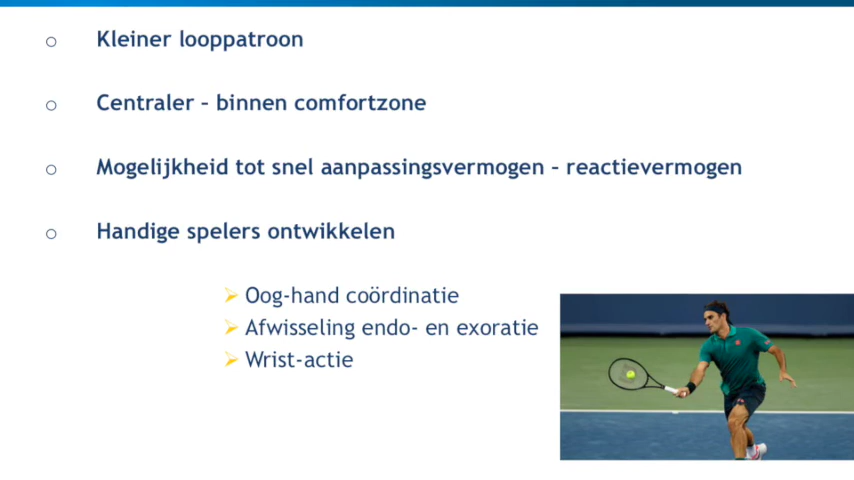 Kleiner looppatroon
Centraler – binnen comfortzone
Mogelijkheid tot snel aanpassingsvermogen – reactievermogen
Handige spelers ontwikkelen
Oog-hand coördinatie
Afwisseling endo- en exoratie
Wrist-actie